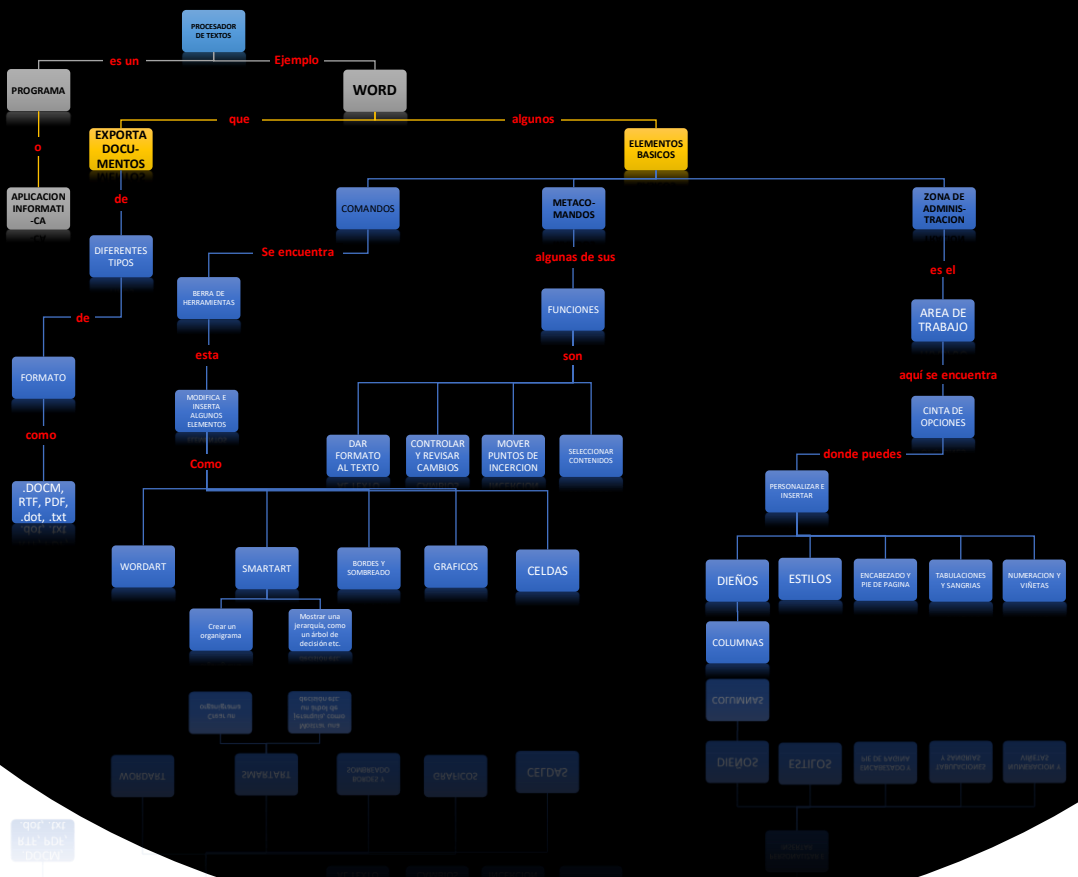 PROCESADOR
DE TEXTOS
es un
Ejemplo
PROGRAMA
WORD
que
algunos
o
EXPORTA
DOCU-
MENTOS
ELEMENTOS
BASICOS
APLICACION
INFORMATI
-CA
de
COMANDOS
METACO-
MANDOS
ZONA DE
ADMINIS-
TRACION
DIFERENTES
TIPOS
Se encuentra
algunas de sus
es el
BERRA DE
HERRAMIENTAS
FUNCIONES
AREA DE
TRABAJO
de
esta
son
aquí se encuentra
FORMATO
MODIFICA E
INSERTA
ALGUNOS
ELEMENTOS
CINTA DE
OPCIONES
como
Como
DAR
FORMATO
AL TEXTO
CONTROLAR
Y REVISAR
CAMBIOS
MOVER
PUNTOS DE
INCERCION
SELECCIONAR
CONTENIDOS
donde puedes
.DOCM,
RTF, PDF,
.dot, .txt
PERSONALIZAR E
INSERTAR
WORDART
SMARTART
BORDES Y
SOMBREADO
GRAFICOS
CELDAS
DIEÑOS
ESTILOS
ENCABEZADO Y
PIE DE PAGINA
TABULACIONES
Y SANGRIAS
NUMERACION Y
VIÑETAS
Crear un
organigrama
Mostrar una
jerarquía, como
un árbol de
decisión etc.
COLUMNAS